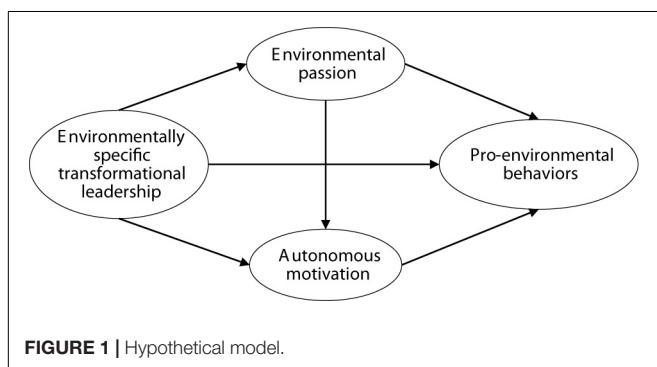 Environmental
passion
Environmentally
specific
transformational
leadership
Pro-environmental
behaviors
Autonomous
motivation
FIGURE 1 | Hypothetical model.